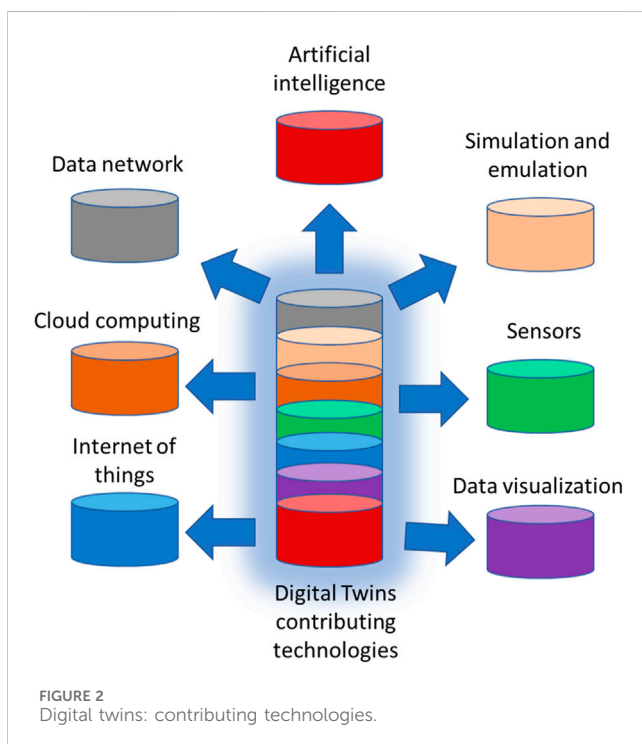 Artificial
intelligence
Simulation and
emulation
Data network
Cloud computing
Sensors
Internet of
things
Data visualization
Digital Twins
contributing
technologies
FIGURE 2
Digital twins: contributing technologies.